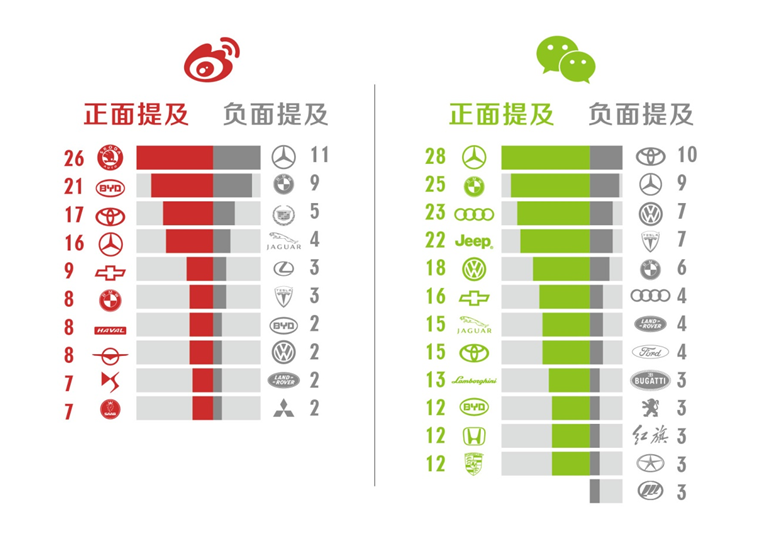 正面提及 负面提及
26 SKODA 11
21 BYD 9
17 5
16 4 JAGUAR
9 3
8 TESLA 3
8 HAVAL BYD 2
8 2
7 LAND-ROVER 2
7 SAAB 2
正面提及 负面提及
28 10
25 9
23 7
22 Jeep TESLA 7
18 6
16 4
15 JAGUAR LAND-ROVER 4
15 Ford 4
13 Lamborghini BUGATTI 3
12 BYD 3
12 红旗 3
12 3
3